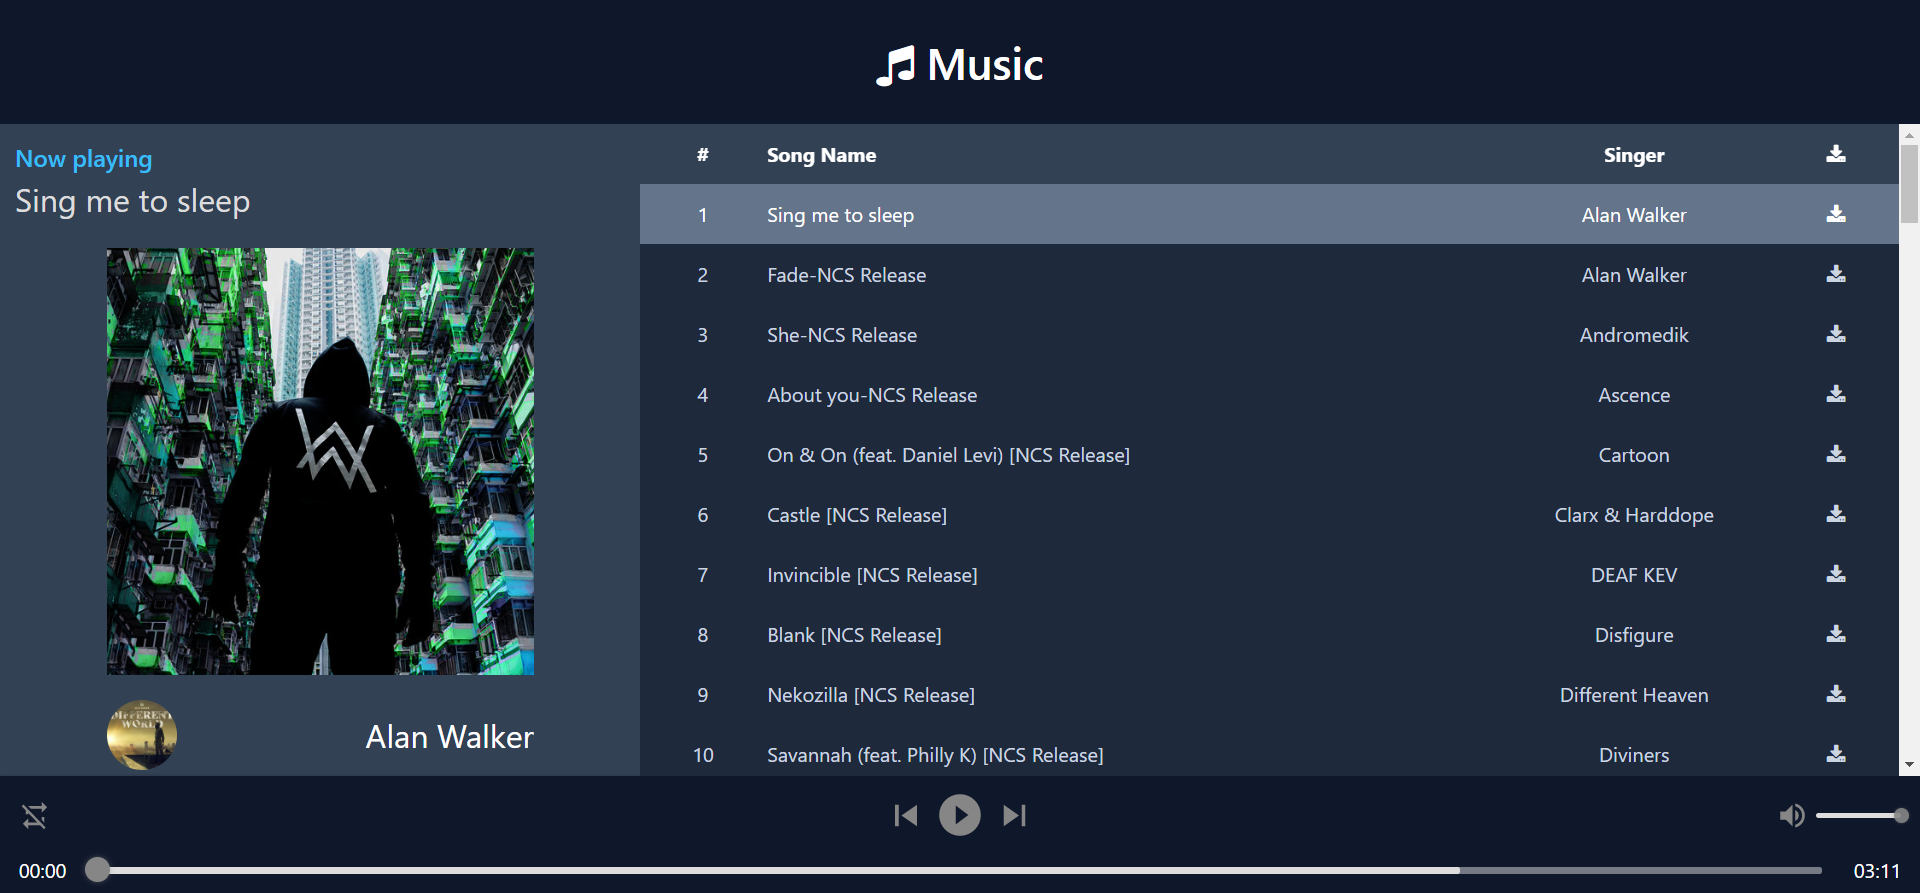 Music
Now playing
Sing me to sleep
DIFFERENT
WORLD
Alan Walker
# Song Name Singer
1 Sing me to sleep Alan Walker
2 Fade-NCS Release Alan Walker
3 She-NCS Release Andromedik
4 About you-NCS Release Ascence
5 On & On (feat. Daniel Levi) [NCS Release] Cartoon
6 Castle [NCS Release] Clarx & Harddope
7 Invincible [NCS Release] DEAF KEV
8 Blank [NCS Release] Disfigure
9 Nekozilla [NCS Release] Different Heaven
10 Savannah (feat. Philly K) [NCS Release] Diviners
00:00 03:11